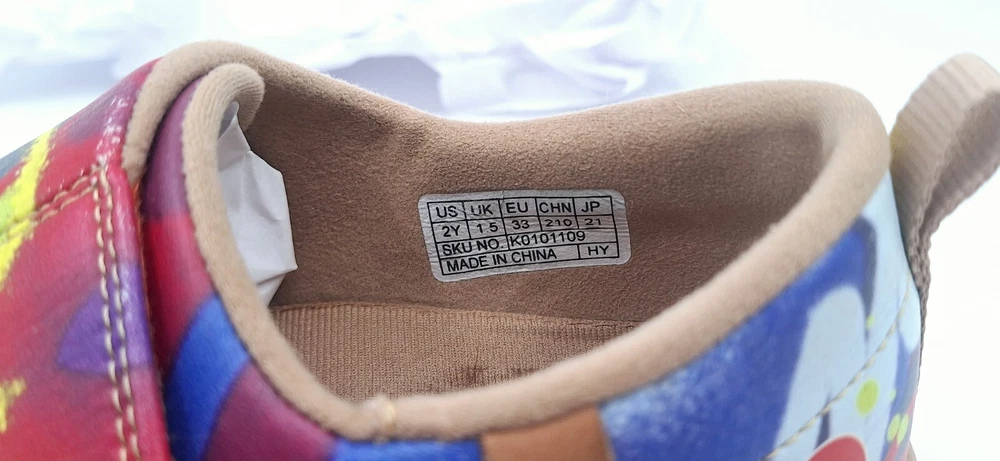 US UK EU CHN JP
2Y 1 5 33 210 21
SKU NO. K0101109
MADE IN CHINA HY